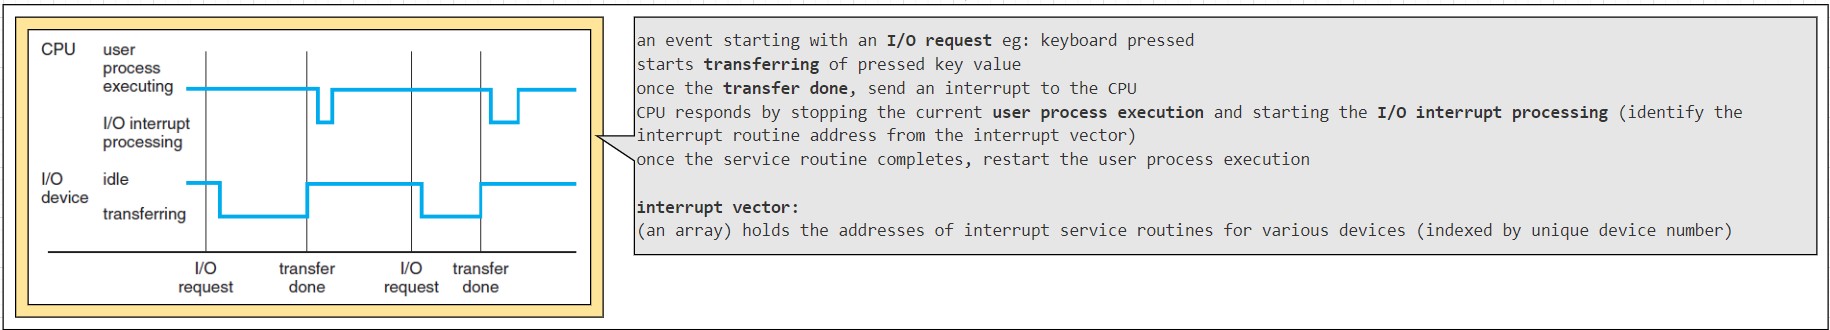 CPU
user
process
executing
I/O interrupt
processing
I/O
device
idle
transferring
I/O
request
transfer
done
I/O
request
transfer
done
an event starting with an I/O request eg: keyboard pressed
starts transferring of pressed key value
once the transfer done, send an interrupt to the CPU
CPU responds by stopping the current user process execution and starting the I/O interrupt processing (identify the
interrupt routine address from the interrupt vector)
once the service routine completes, restart the user process execution
interrupt vector:
(an array) holds the addresses of interrupt service routines for various devices (indexed by unique device number)